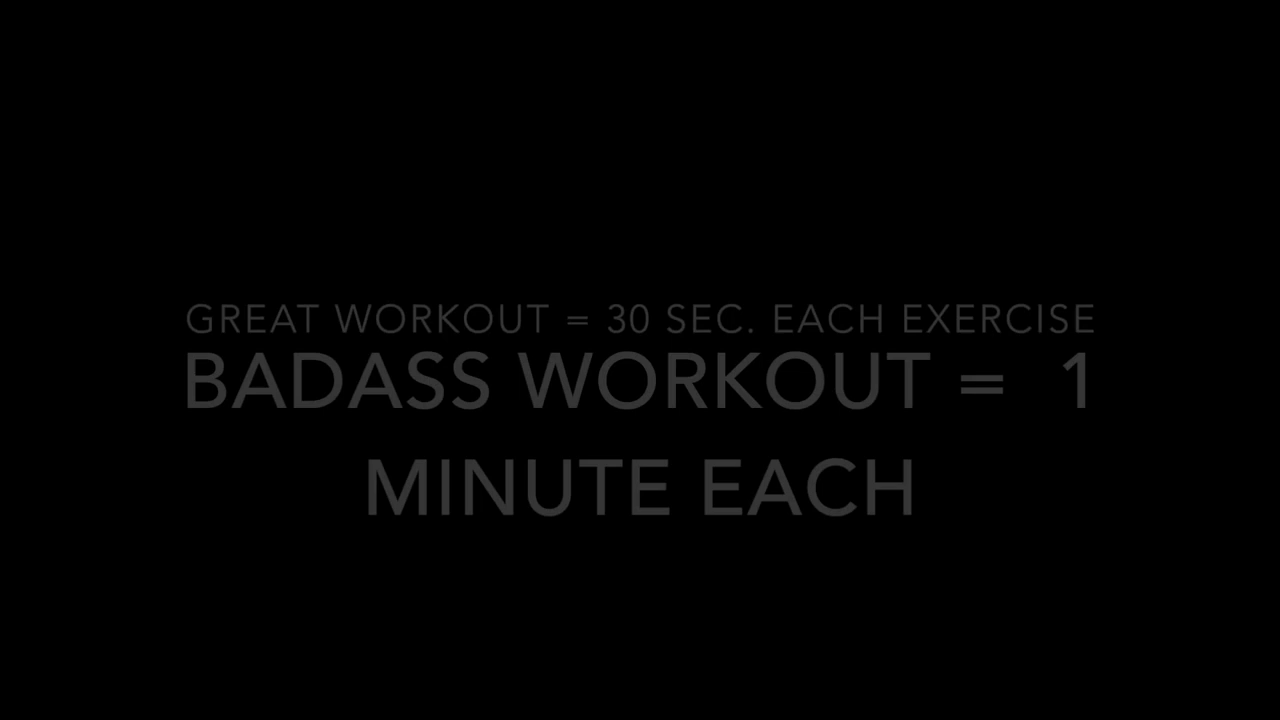 GREAT WORKOUT = 30 SEC. EACH EXERCISE
BADASS WORKOUT = 1
MINUTE EACH